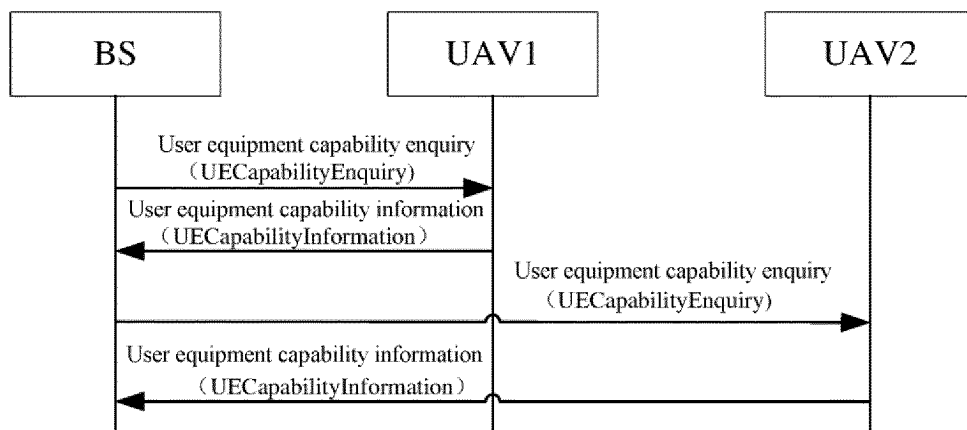 BS
UAV1
UAV2
User equipment capability enquiry
（UECapabilityEnquiry)
User equipment capability information
（UECapabilityInformation）
User equipment capability enquiry
（UECapabilityEnquiry)
User equipment capability information
（UECapabilityInformation）